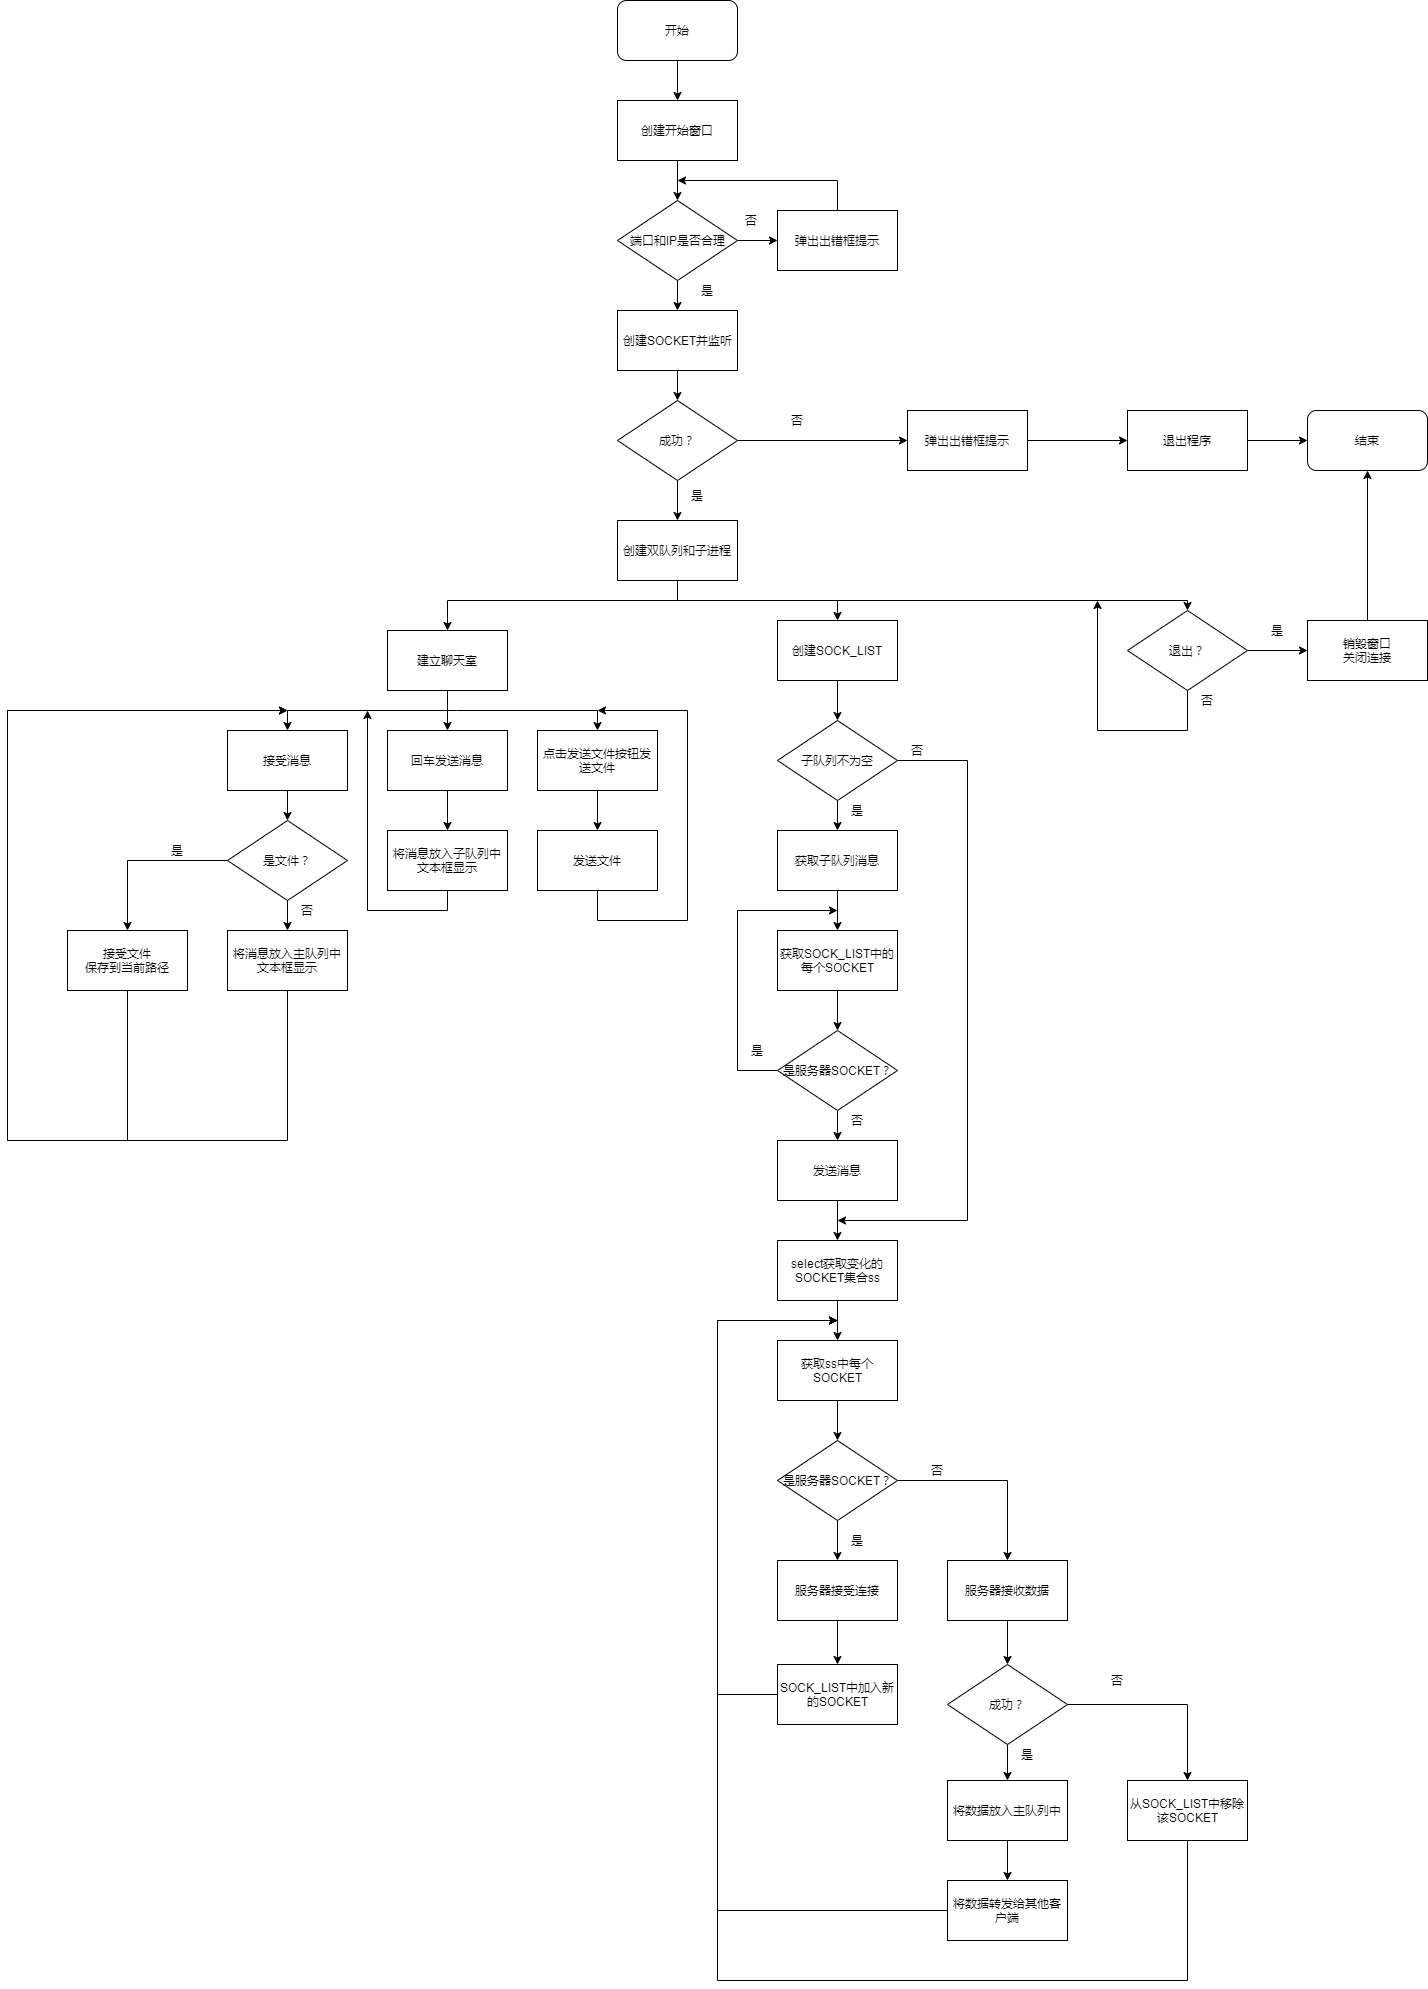 开始
创建开始窗口
否
端口和IP是否合理
弹出出错框提示
是
创建SOCKET并监听
否
成功？
弹出出错框提示
退出程序
结束
是
创建双队列和子进程
建立聊天室
创建SOCK_LIST
退出？
是
销毁窗口
关闭连接
否
接受消息
回车发送消息
点击发送文件按钮发
送文件
子队列不为空
否
是
是
是文件？
将消息放入子队列中
文本框显示
发送文件
获取子队列消息
否
接受文件
保存到当前路径
将消息放入主队列中
文本框显示
获取SOCK_LIST中的
每个SOCKET
是
是服务器SOCKET？
否
发送消息
select获取变化的
SOCKET集合ss
获取ss中每个
SOCKET
是服务器SOCKET？
否
是
服务器接受连接
服务器接收数据
SOCK_LIST中加入新
的SOCKET
成功？
否
是
将数据放入主队列中
从SOCK_LIST中移除
该SOCKET
将数据转发给其他客
户端